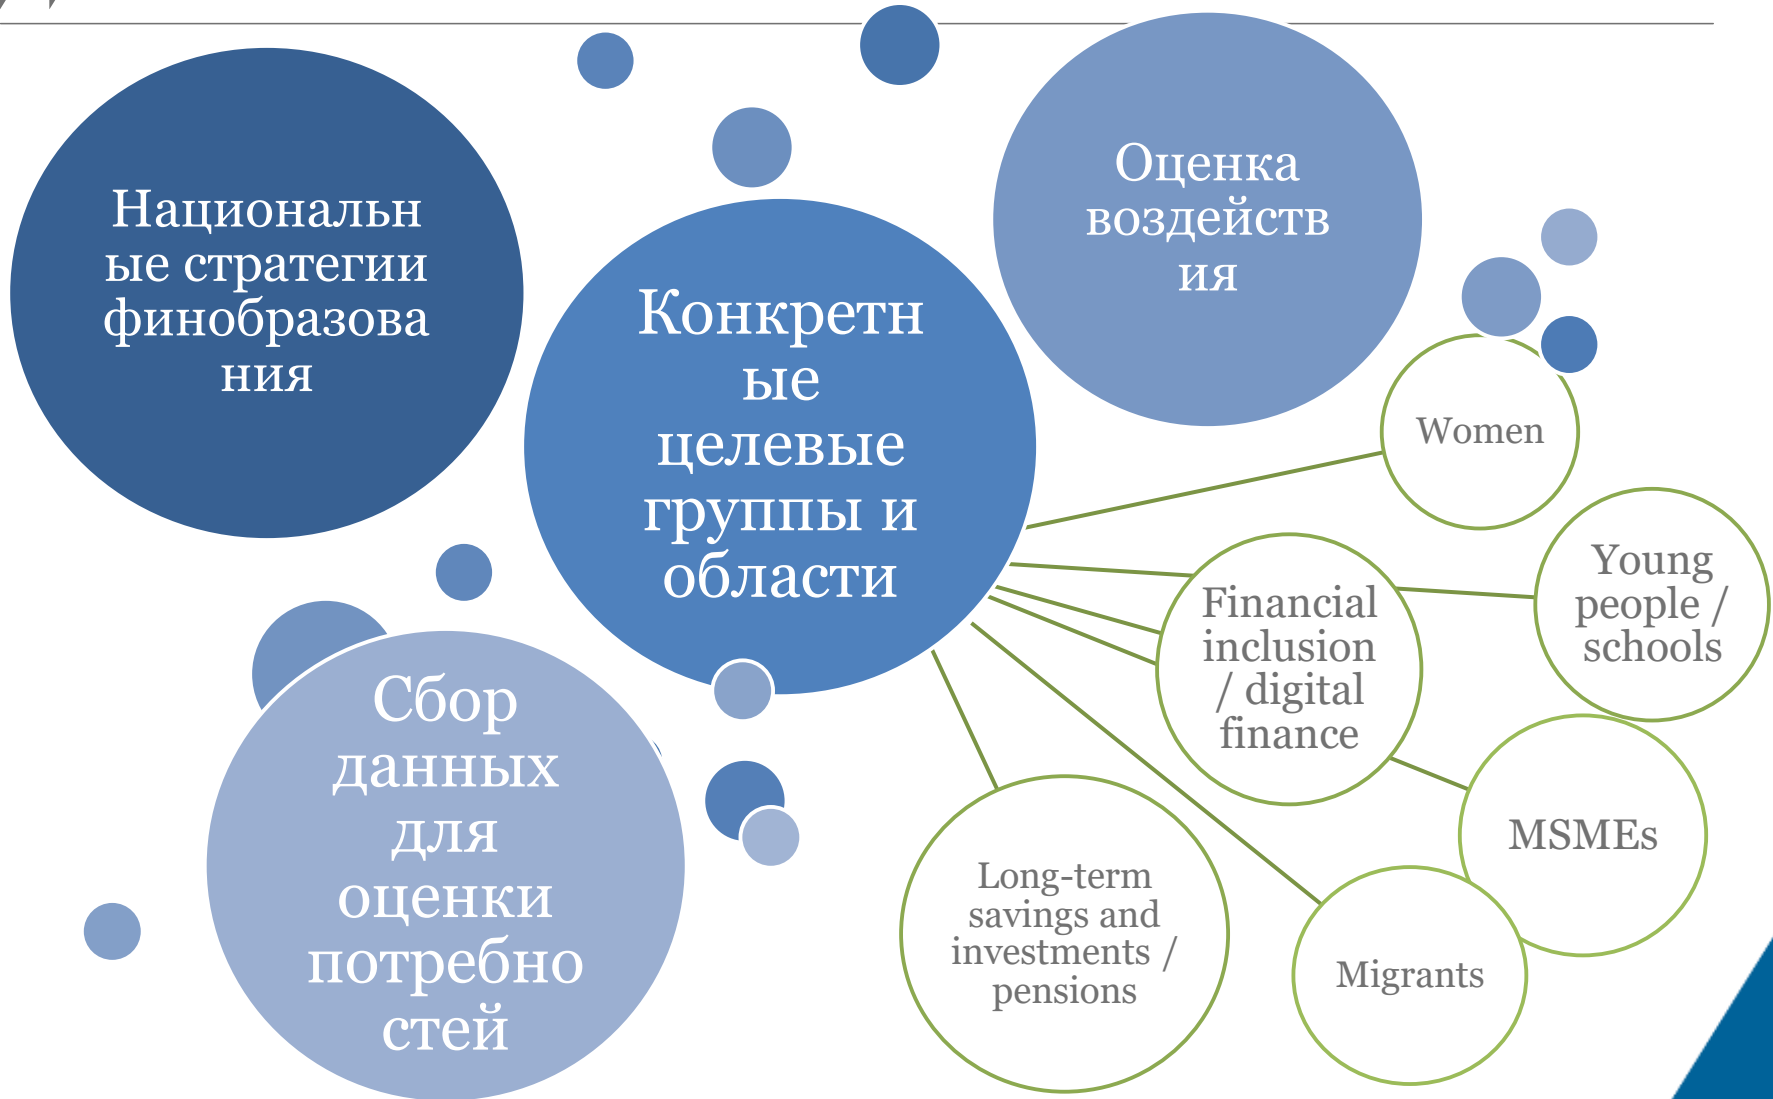 Национальн
ые стратегии
финобразова
ния
Конкретн
ые
целевые
группы и
области
Оценка
воздейств
ия
Сбор
данных
для
оценки
потребно
стей
Women
Young
people /
schools
Financial
inclusion
/ digital
finance
MSMEs
Migrants
Long-term
savings and
investments /
pensions